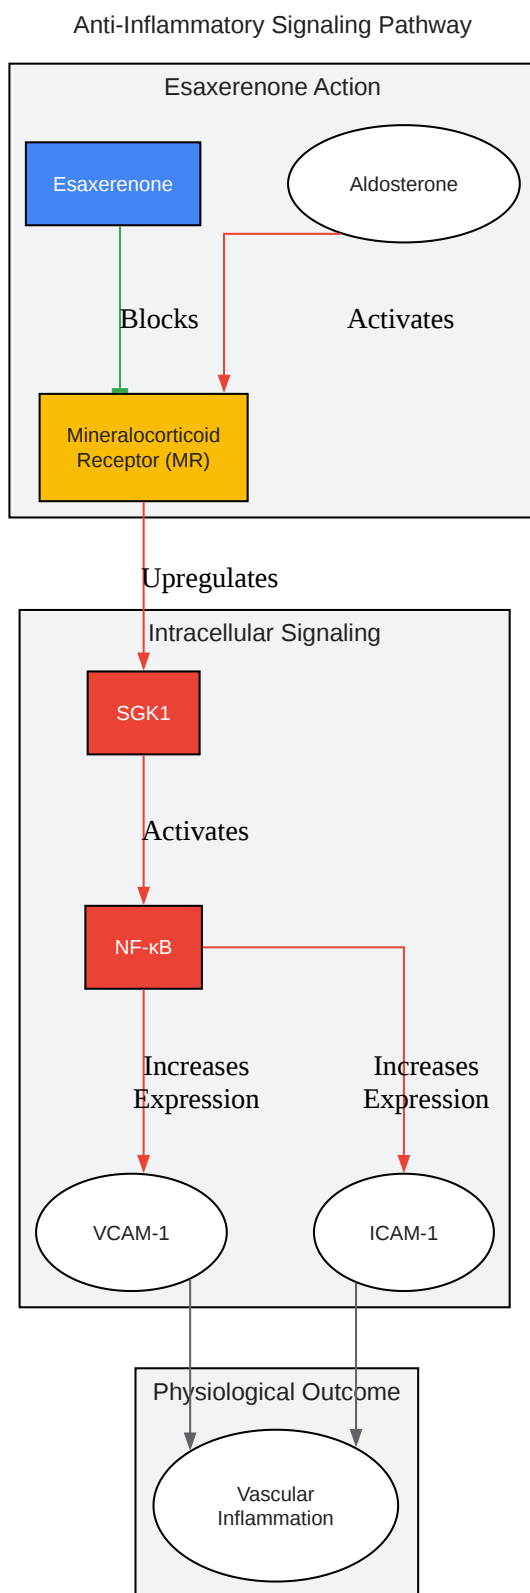 Anti-Inflammatory Signaling Pathway
Esaxerenone Action
Esaxerenone
Aldosterone
Blocks
Activates
Mineralocorticoid
Receptor (MR)
Upregulates
Intracellular Signaling
SGK1
Activates
NF-κB
Increases
Expression
Increases
Expression
VCAM-1
ICAM-1
Physiological Outcome
Vascular
Inflammation